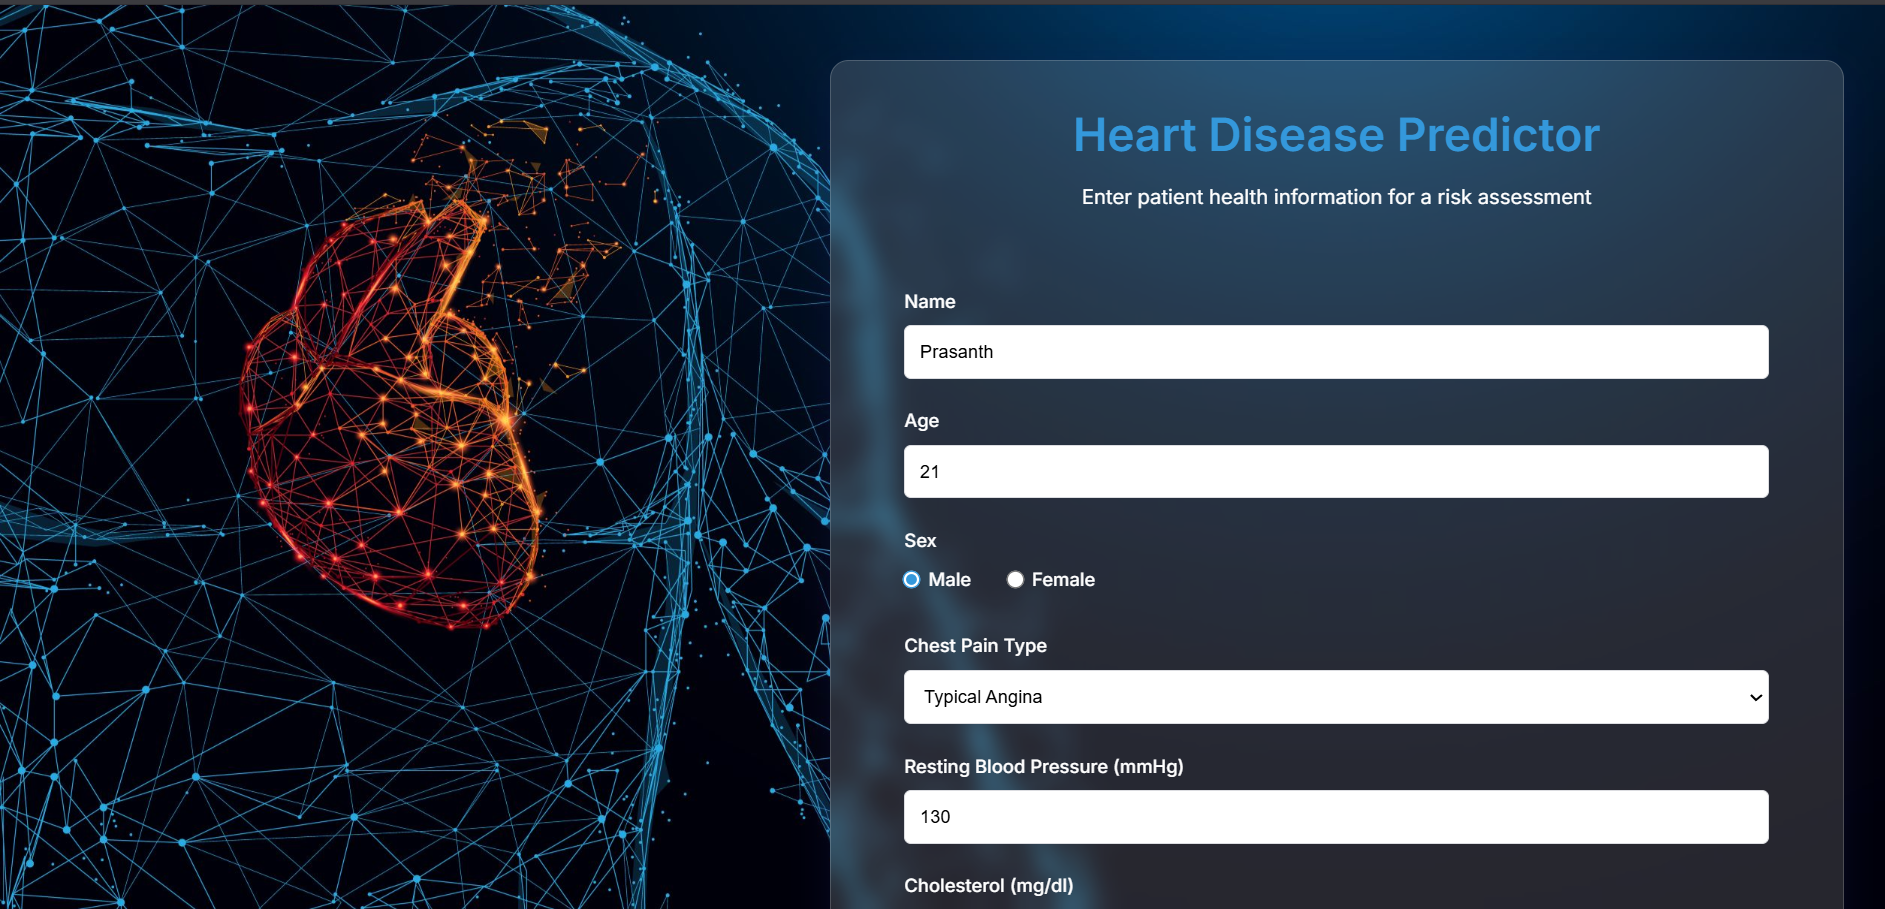 Heart Disease Predictor
Enter patient health information for a risk assessment
Name
Prasanth
Age
21
Sex
Male Female
Chest Pain Type
Typical Angina
Resting Blood Pressure (mmHg)
130
Cholesterol (mg/dl)